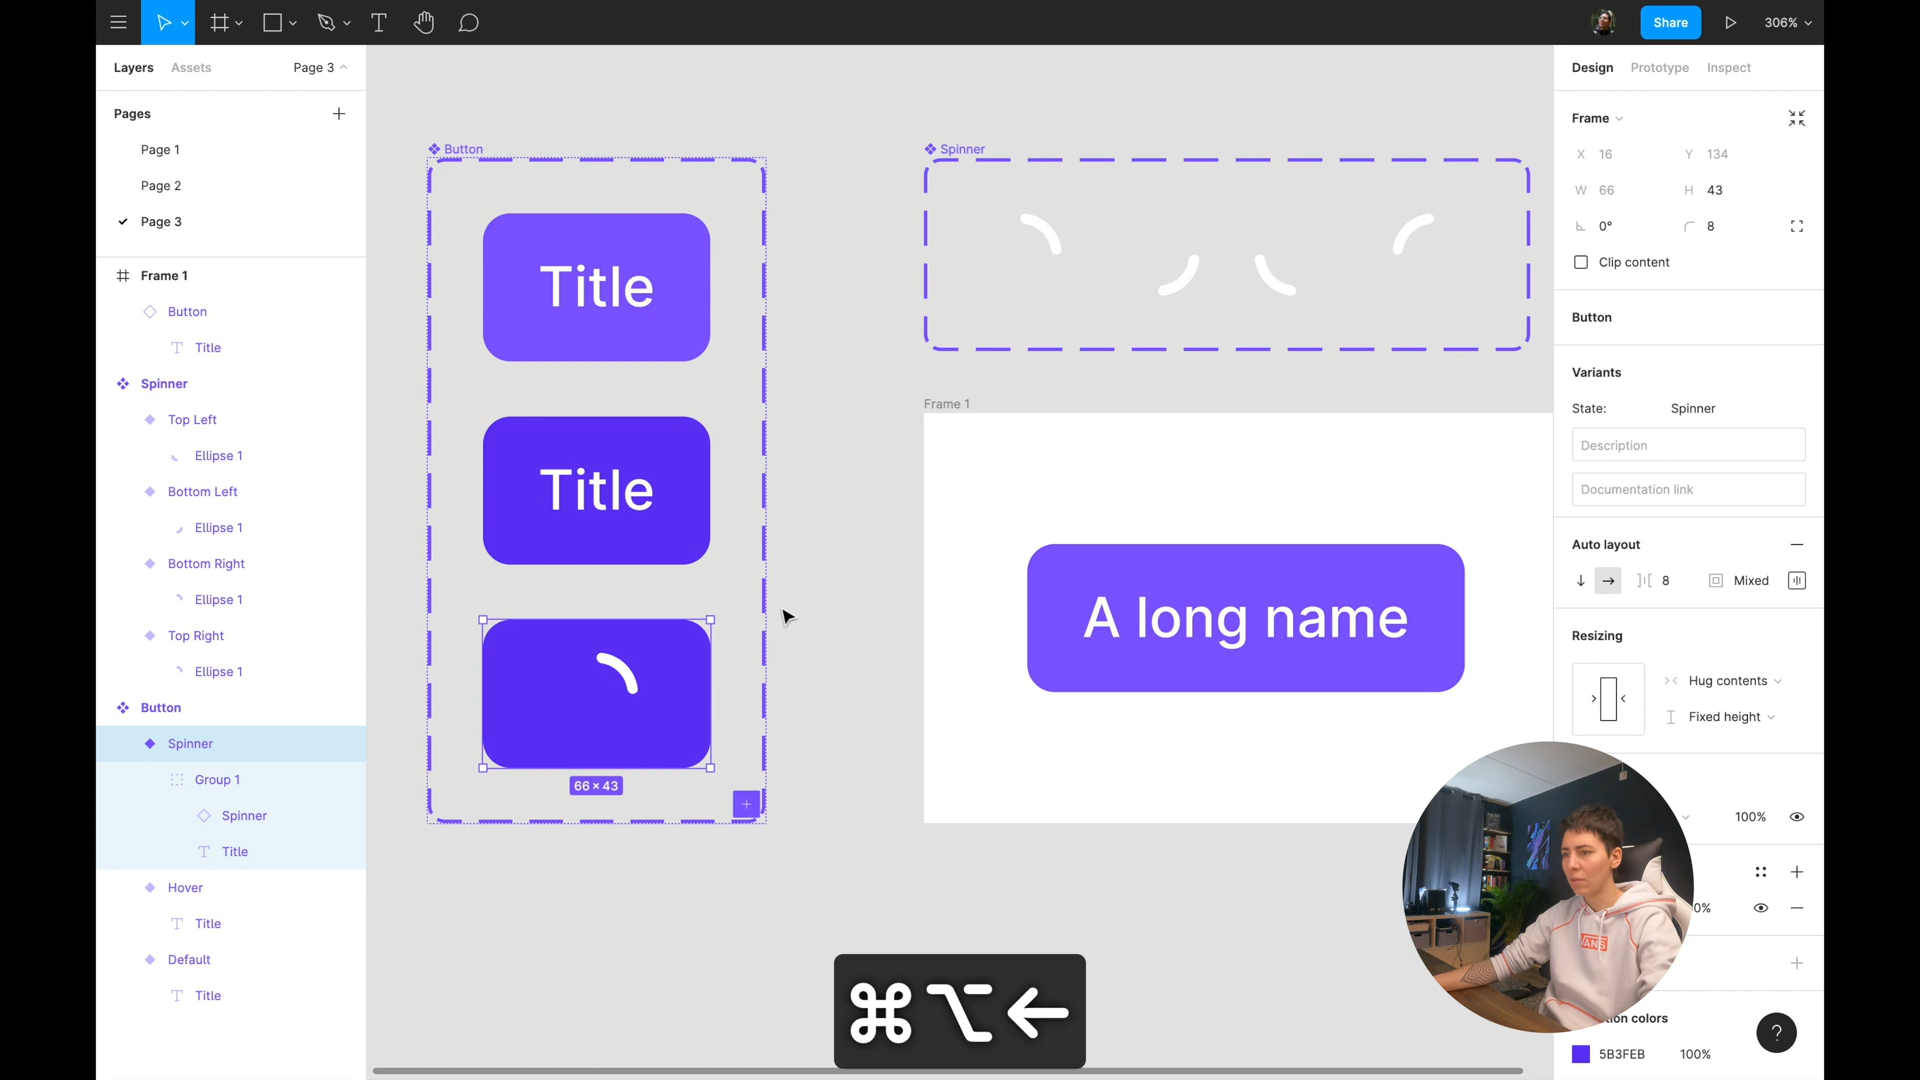 Share
306%
Layers
Assets
Page 3
Pages
Page 1
Page 2
Page 3
Frame 1
Button
Title
Spinner
Top Left
Ellipse 1
Bottom Left
Ellipse 1
Bottom Right
Ellipse 1
Top Right
Ellipse 1
Button
Spinner
Group 1
Spinner
Title
Hover
Title
Default
Title
Button
Title
Title
66 × 43
Spinner
Frame 1
A long name
⌘⌥←
Design
Prototype
Inspect
Frame
X 16
Y 134
W 66
H 43
0°
8
Clip content
Button
Variants
State:
Spinner
Description
Documentation link
Auto layout
8
Mixed
Resizing
Hug contents
Fixed height
100%
0%
VANS
tion colors
5B3FEB
100%
?